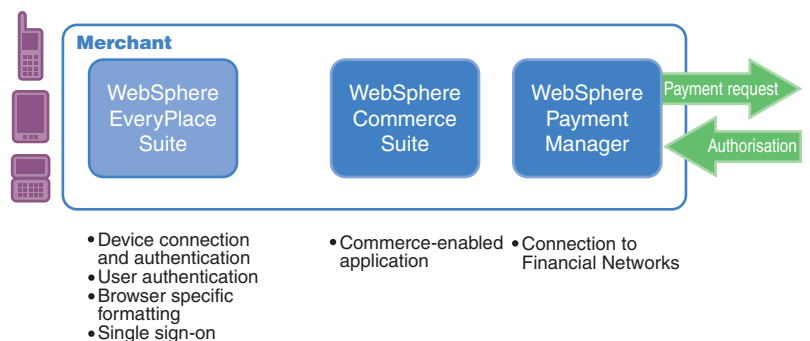 Merchant
WebSphere
EveryPlace
Suite
WebSphere
Commerce
Suite
WebSphere
Payment
Manager
Payment request
Authorisation
•Device connection
and authentication
•User authentication
•Browser specific
formatting
•Single sign-on
•Commerce-enabled
application
•Connection to
Financial Networks